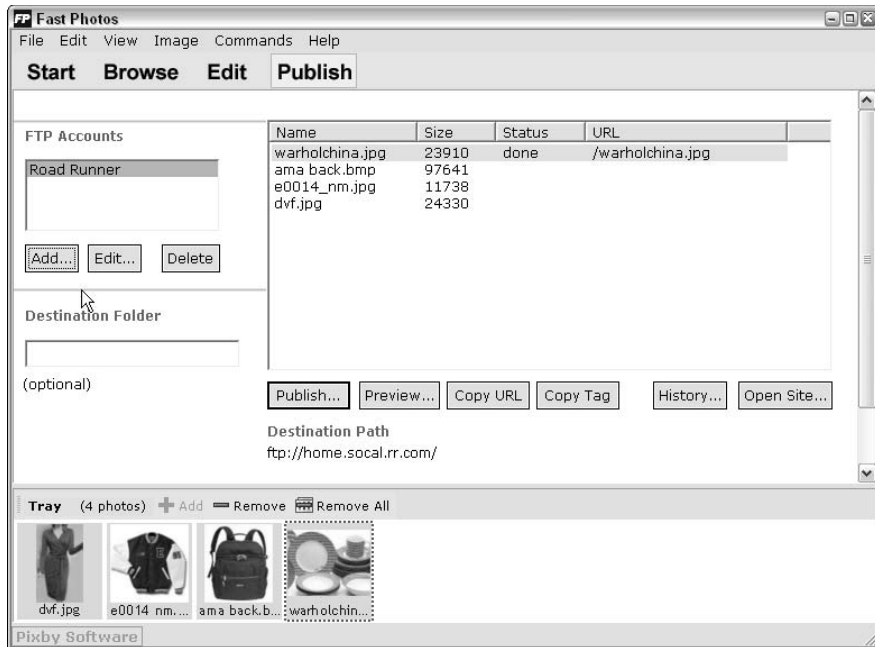 FP Fast Photos
File Edit View Image Commands Help
Start Browse Edit Publish
FTP Accounts
Road Runner
Add... Edit... Delete
Destination Folder
(optional)
Name Size Status URL
warholchina.jpg 23910 done /warholchina.jpg
ama back.bmp 97641
e0014_nm.jpg 11738
dvf.jpg 24330
Publish... Preview... Copy URL Copy Tag History... Open Site...
Destination Path
ftp://home.socal.rr.com/
Tray (4 photos) Add Remove Remove All
dvf.jpg e0014 nm.... ama back.b... warholchin...
Pixby Software